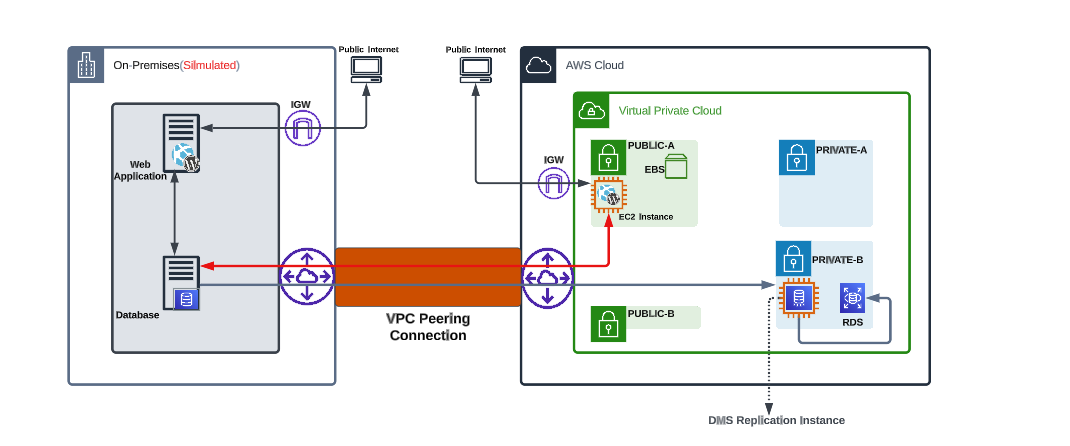 Public Internet
Public Internet
On-Premises(Silmulated)
AWS Cloud
IGW
Virtual Private Cloud
PUBLIC-A
PRIVATE-A
EBS
Web
Application
IGW
EC2 Instance
PRIVATE-B
Database
VPC Peering
Connection
PUBLIC-B
RDS
DMS Replication Instance